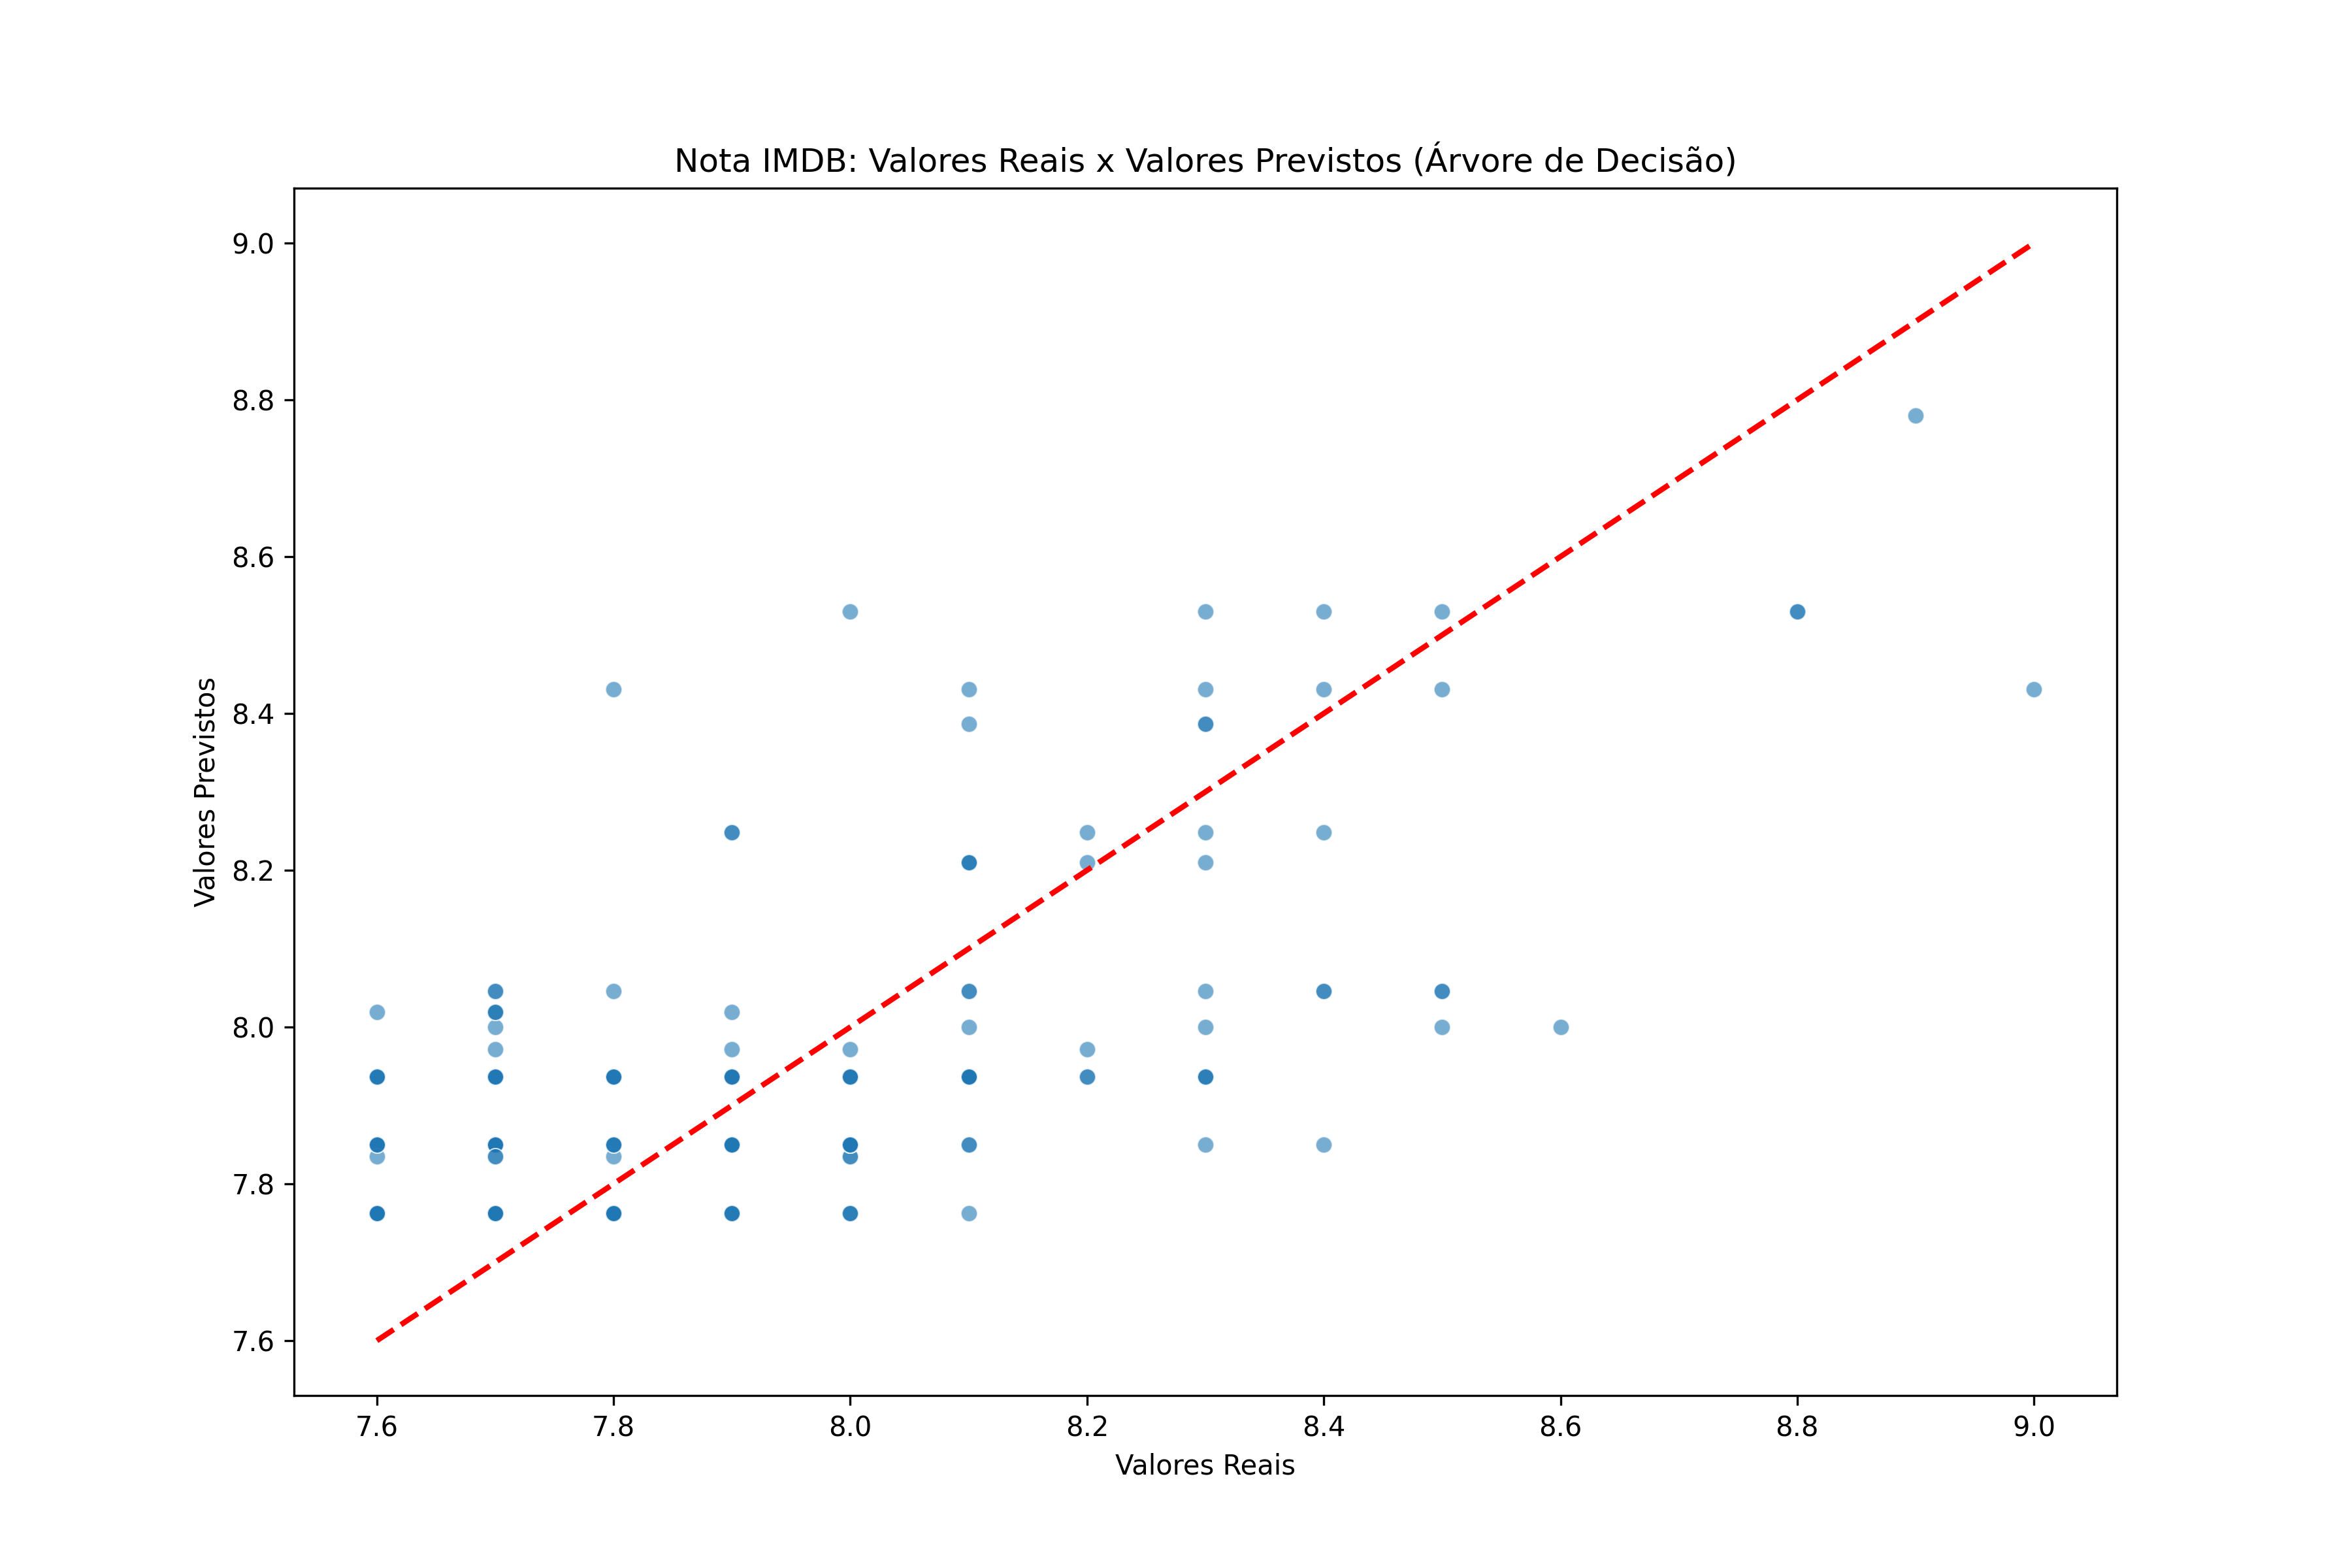 Nota IMDB: Valores Reais x Valores Previstos (Árvore de Decisão)
Valores Previstos
9.0
8.8
8.6
8.4
8.2
8.0
7.8
7.6
7.6 7.8 8.0 8.2 8.4 8.6 8.8 9.0
Valores Reais